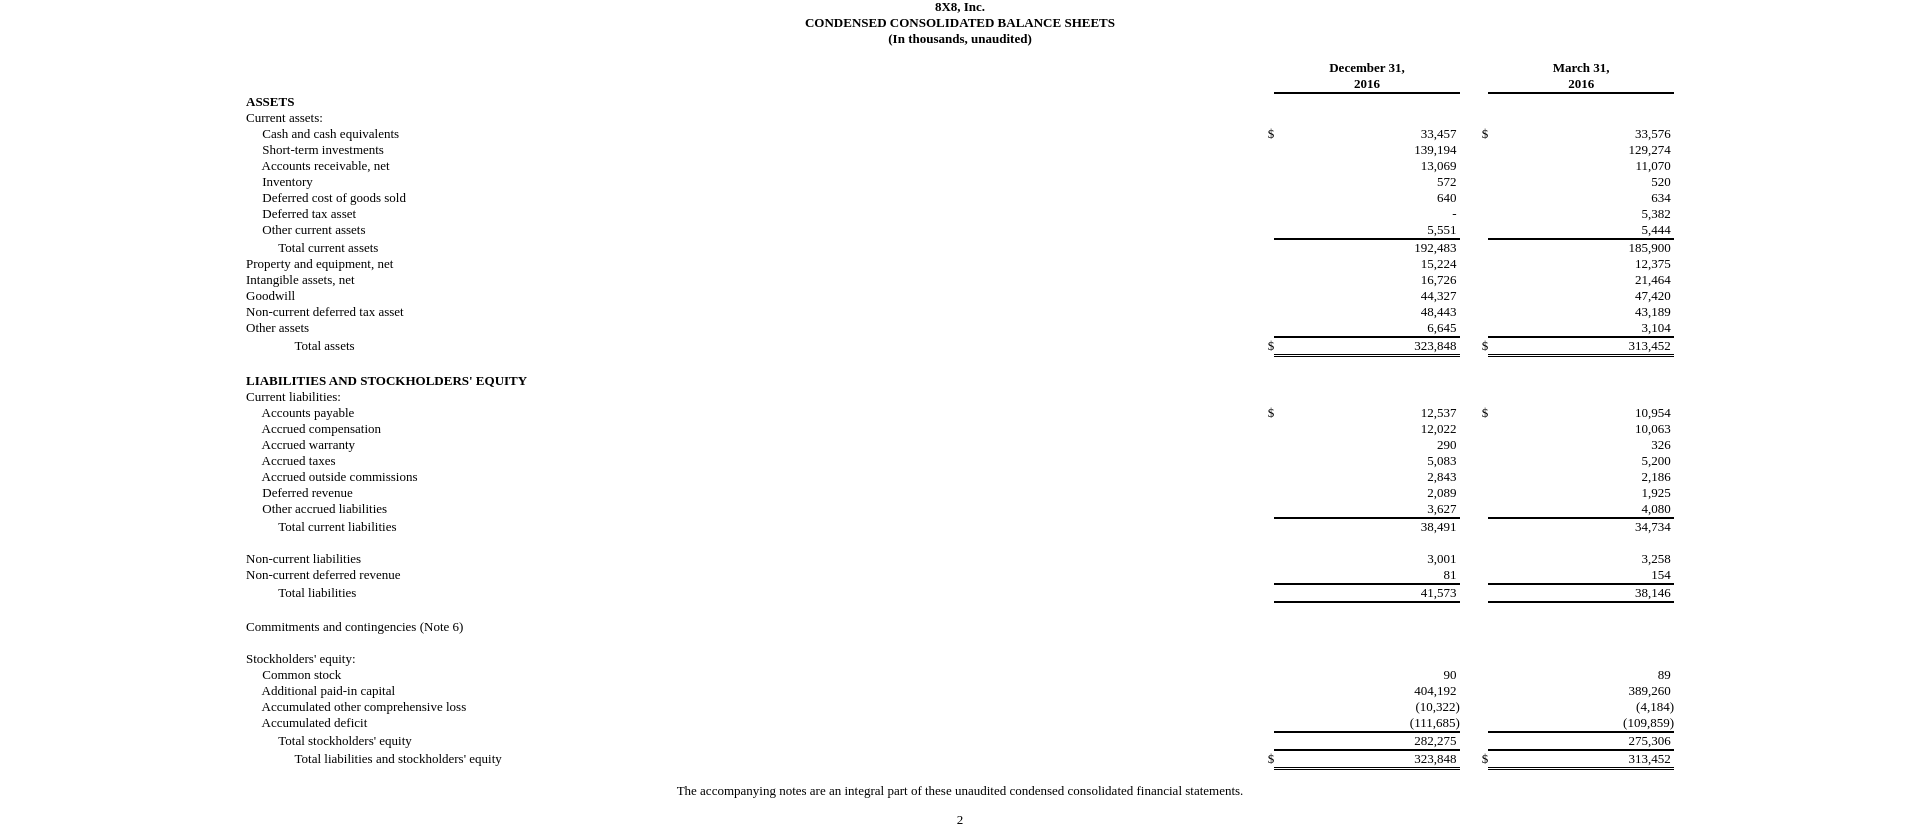 8X8, Inc.
CONDENSED CONSOLIDATED BALANCE SHEETS
(In thousands, unaudited)
December 31, March 31,
2016 2016
ASSETS
Current assets:
Cash and cash equivalents $ 33,457 $ 33,576
Short-term investments 139,194 129,274
Accounts receivable, net 13,069 11,070
Inventory 572 520
Deferred cost of goods sold 640 634
Deferred tax asset - 5,382
Other current assets 5,551 5,444
Total current assets 192,483 185,900
Property and equipment, net 15,224 12,375
Intangible assets, net 16,726 21,464
Goodwill 44,327 47,420
Non-current deferred tax asset 48,443 43,189
Other assets 6,645 3,104
Total assets $ 323,848 $ 313,452
LIABILITIES AND STOCKHOLDERS' EQUITY
Current liabilities:
Accounts payable $ 12,537 $ 10,954
Accrued compensation 12,022 10,063
Accrued warranty 290 326
Accrued taxes 5,083 5,200
Accrued outside commissions 2,843 2,186
Deferred revenue 2,089 1,925
Other accrued liabilities 3,627 4,080
Total current liabilities 38,491 34,734
Non-current liabilities 3,001 3,258
Non-current deferred revenue 81 154
Total liabilities 41,573 38,146
Commitments and contingencies (Note 6)
Stockholders' equity:
Common stock 90 89
Additional paid-in capital 404,192 389,260
Accumulated other comprehensive loss (10,322) (4,184)
Accumulated deficit (111,685) (109,859)
Total stockholders' equity 282,275 275,306
Total liabilities and stockholders' equity $ 323,848 $ 313,452
The accompanying notes are an integral part of these unaudited condensed consolidated financial statements.
2